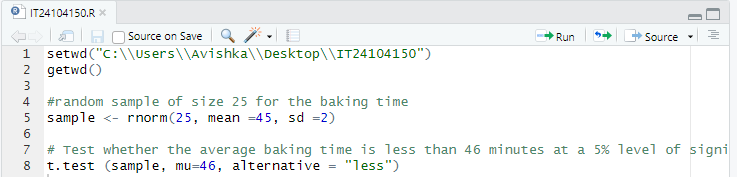 IT24104150.R
Source on Save Run Source
1 setwd("C:\\Users\\Avishka\\Desktop\\IT24104150")
2 getwd()
3
4 #random sample of size 25 for the baking time
5 sample <- rnorm(25, mean =45, sd =2)
6
7 # Test whether the average baking time is less than 46 minutes at a 5% level of signi
8 t.test (sample, mu=46, alternative = "less")